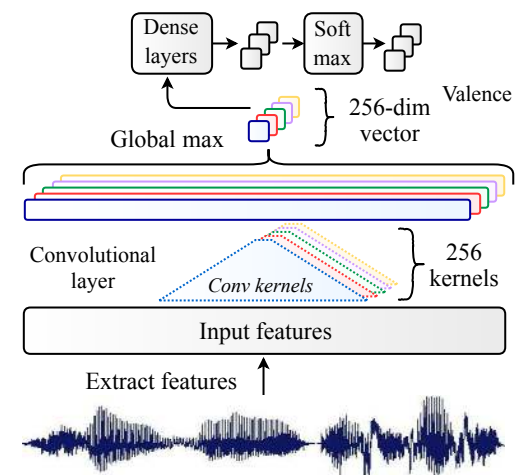 Dense
layers
Soft
max
Valence
256-dim
vector
Global max
Convolutional
layer
Conv kernels
256
kernels
Input features
Extract features